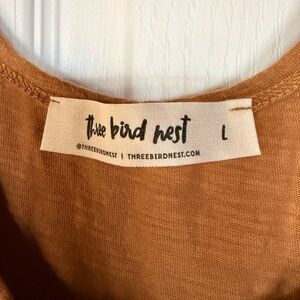 three bird nest L
@THREEBIRDNEST | THREEBIRDNEST.COM